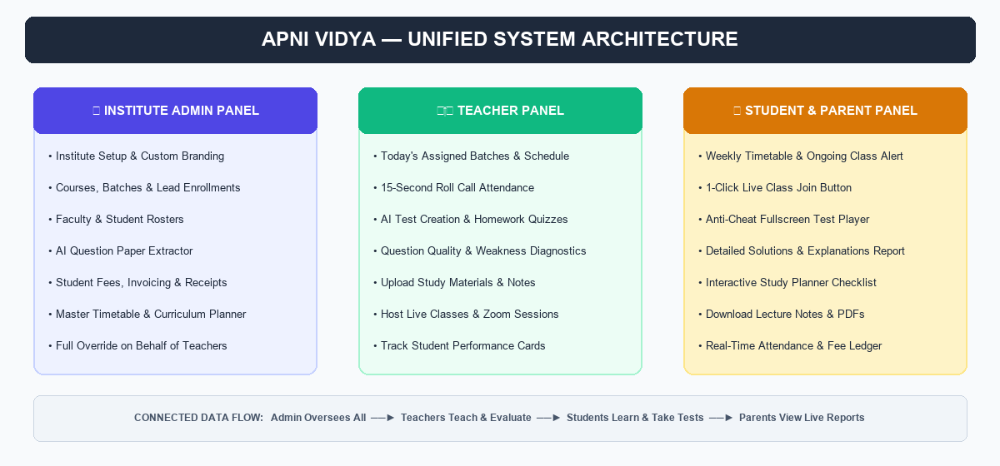 APNI VIDYA — UNIFIED SYSTEM ARCHITECTURE
INSTITUTE ADMIN PANEL
• Institute Setup & Custom Branding
• Courses, Batches & Lead Enrollments
• Faculty & Student Rosters
• AI Question Paper Extractor
• Student Fees, Invoicing & Receipts
• Master Timetable & Curriculum Planner
• Full Override on Behalf of Teachers
TEACHER PANEL
• Today's Assigned Batches & Schedule
• 15-Second Roll Call Attendance
• AI Test Creation & Homework Quizzes
• Question Quality & Weakness Diagnostics
• Upload Study Materials & Notes
• Host Live Classes & Zoom Sessions
• Track Student Performance Cards
STUDENT & PARENT PANEL
• Weekly Timetable & Ongoing Class Alert
• 1-Click Live Class Join Button
• Anti-Cheat Fullscreen Test Player
• Detailed Solutions & Explanations Report
• Interactive Study Planner Checklist
• Download Lecture Notes & PDFs
• Real-Time Attendance & Fee Ledger
CONNECTED DATA FLOW: Admin Oversees All ──► Teachers Teach & Evaluate ──► Students Learn & Take Tests ──► Parents View Live Reports